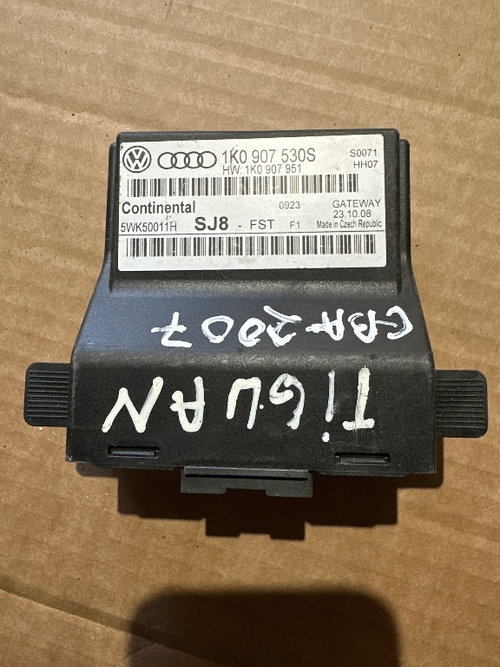 1K0 907 530S
S0071
HW: 1K0 907 951
HH07
Continental
0923
GATEWAY
23.10.08
5WK50011H
SJ8 - FST
F1
Made in Czech Republic
TiGUAN
CBA-2007